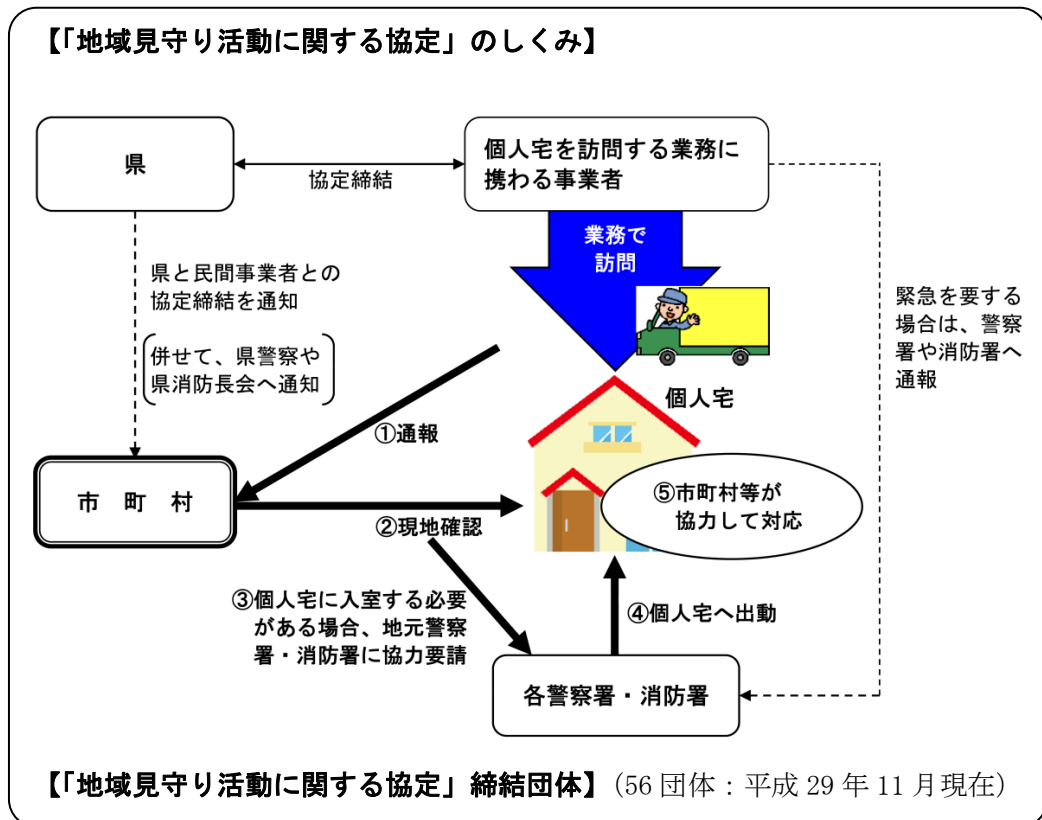 【「地域見守り活動に関する協定」のしくみ】
県
協定締結
個人宅を訪問する業務に
携わる事業者
業務で
訪問
県と民間事業者との
協定締結を通知
併せて、県警察や
県消防長会へ通知
緊急を要する
場合は、警察
署や消防署へ
通報
個人宅
①通報
市 町 村
②現地確認
⑤市町村等が
協力して対応
③個人宅に入室する必要
がある場合、地元警察
署・消防署に協力要請
④個人宅へ出動
各警察署・消防署
【「地域見守り活動に関する協定」締結団体】（56 団体：平成 29 年 11 月現在）